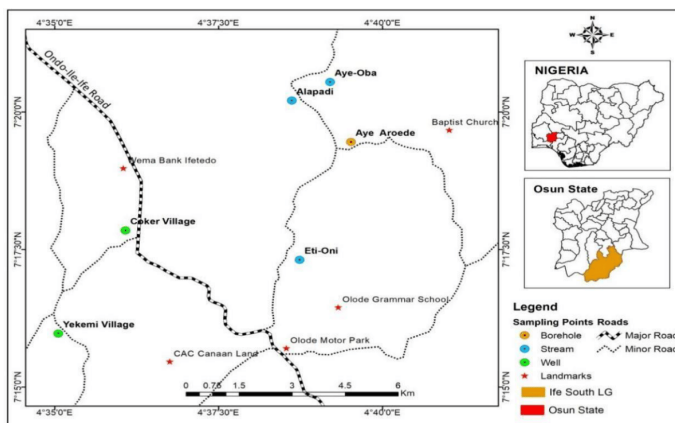 4°35'0"E 4°37'30"E 4°40'0"E
Ondo-Ile-Ife Road
Aye-Oba
Alapadi
7°20'0"N
7°20'0"N
Baptist Church
Aye Aroede
Wema Bank Ifetedo
Coker Village
7°17'30"N
7°17'30"N
Eti-Oni
Olode Grammar School
Yekemi Village
Olode Motor Park
CAC Canaan Land
7°15'0"N
7°15'0"N
0 0.75 1.5 3 4.5 6
Km
4°35'0"E 4°37'30"E 4°40'0"E
N
W E
S
NIGERIA
Osun State
Legend
Sampling Points Roads
Borehole Major Road
Stream Minor Road
Well
Landmarks
Ife South LG
Osun State